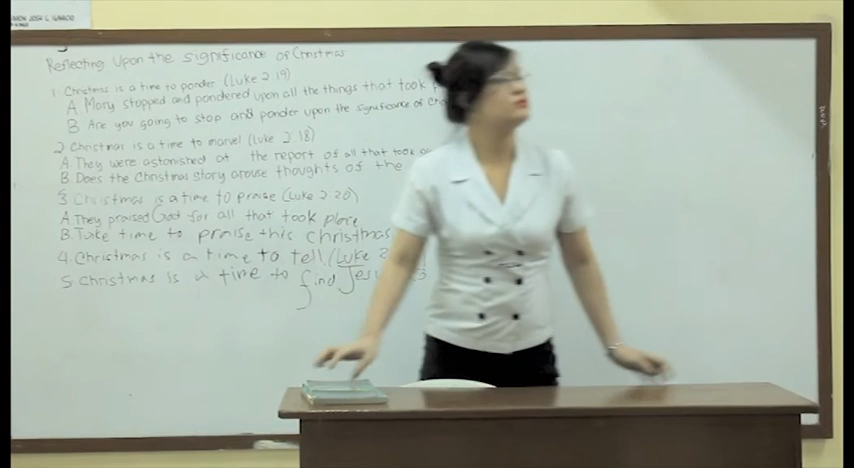 Reflecting Upon the significance of Christmas
1. Christmas is a time to ponder (Luke 2:19)
A Mary stopped and pondered upon all the things that took
B Are you going to stop and ponder upon the significance of
2 Christmas is a time to marvel (Luke 2:18)
A They were astonished at the report of all that took
B. Does the Christmas story arouse thoughts of the
3 Christmas is a time to praise (Luke 2:20)
A They praised God for all that took place
B. Take time to praise this christmas
4. Christmas is a time to tell (Luke 2
5 Christmas is a time to find